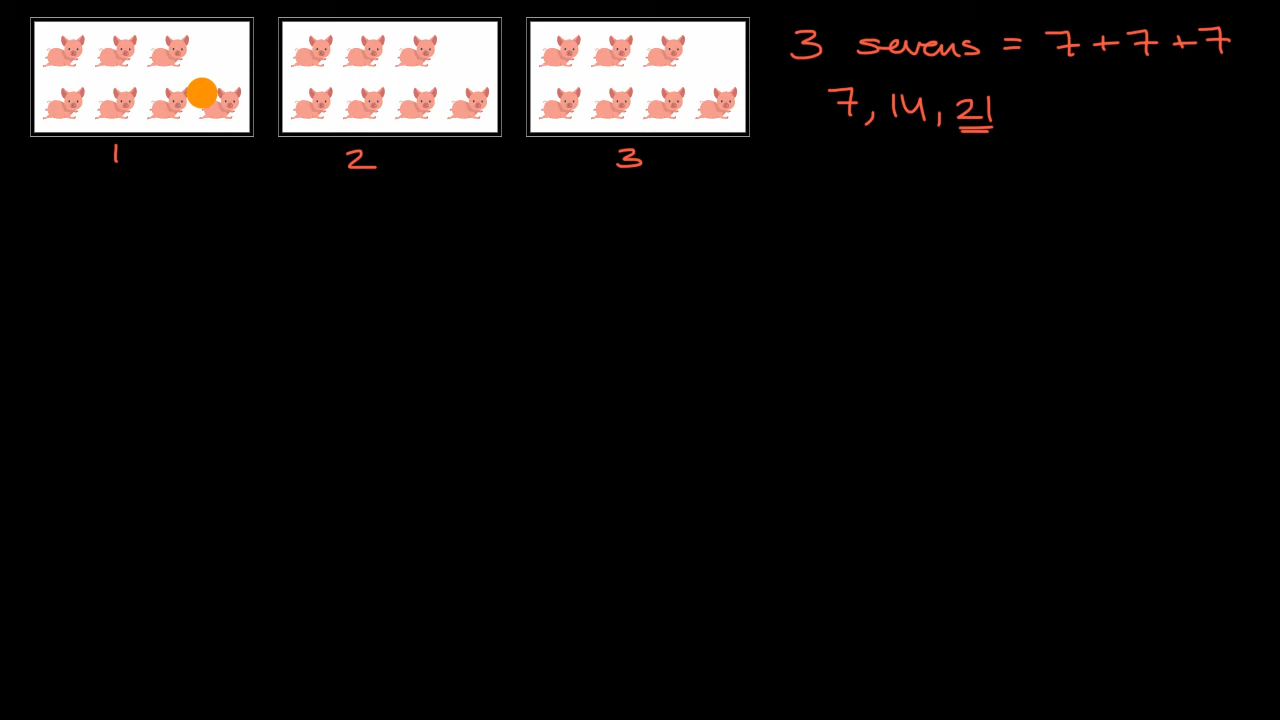 3 sevens = 7 + 7 + 7
7, 14, 21
1 2 3